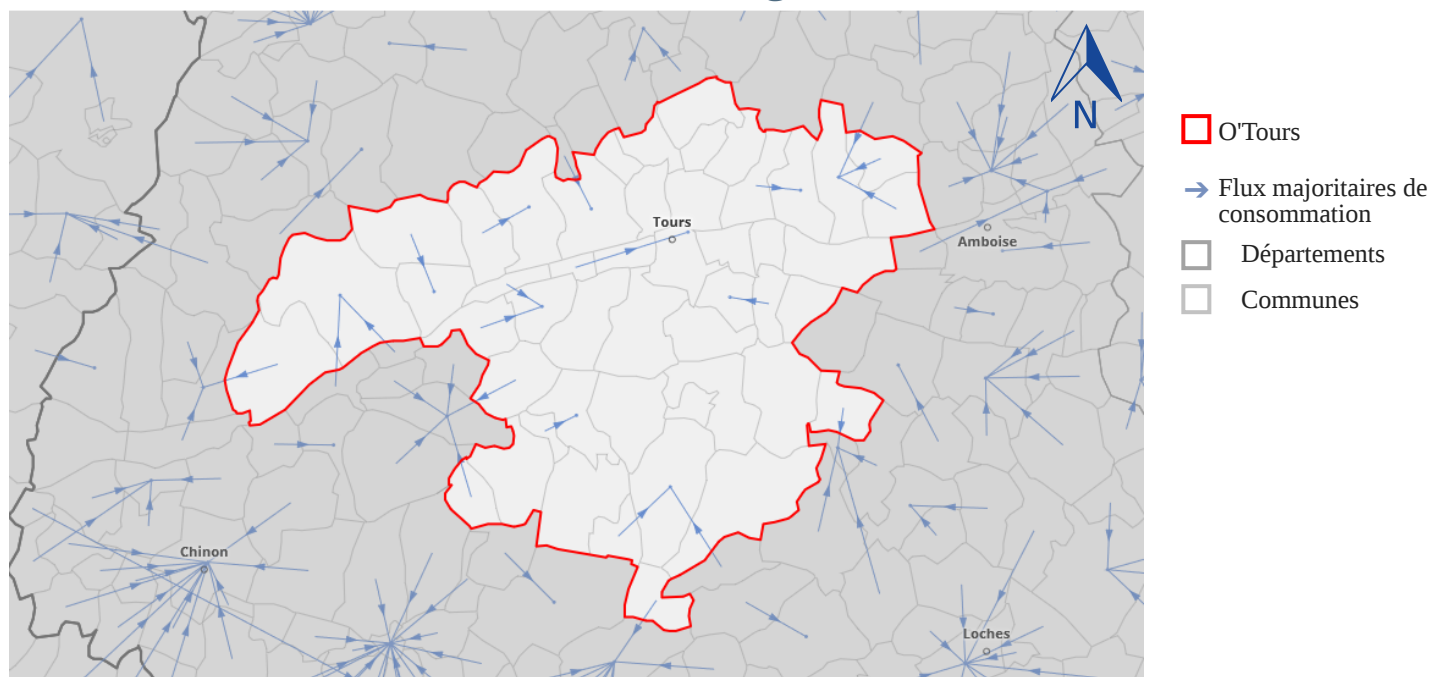 N
Tours
Amboise
Chinon
Loches
O'Tours
Flux majoritaires de
consommation
Départements
Communes